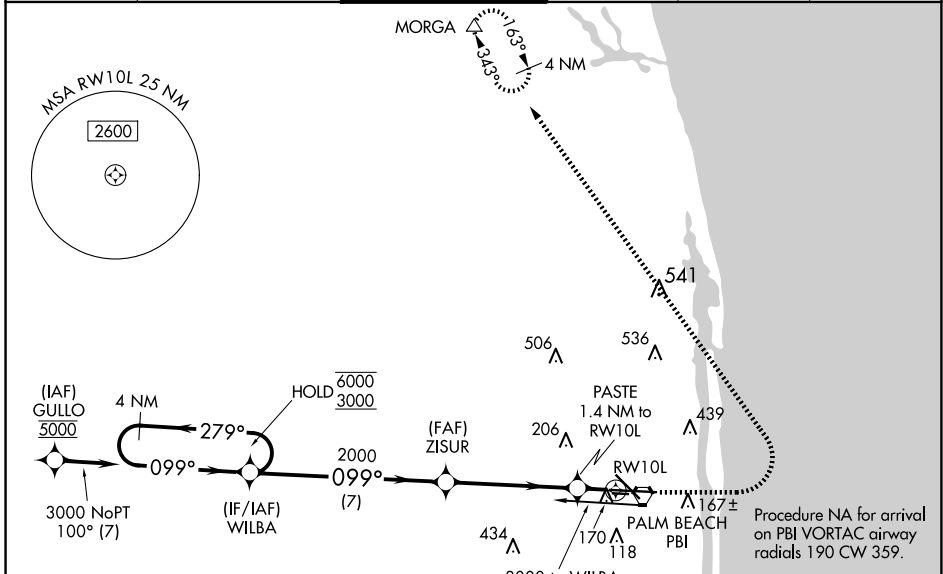 MORGA
163°
343°
4 NM
MSA RW10L 25 NM
2600
541
506
536
(IAF)
GULLO
5000
4 NM
HOLD 6000
3000
279°
099°
3000 NoPT
100° (7)
(IF/IAF)
WILBA
2000
099°
(7)
(FAF)
ZISUR
PASTE
1.4 NM to
RW10L
206
439
RW10L
167±
PALM BEACH
PBI
170
118
434
Procedure NA for arrival
on PBI VORTAC airway
radials 190 CW 359.